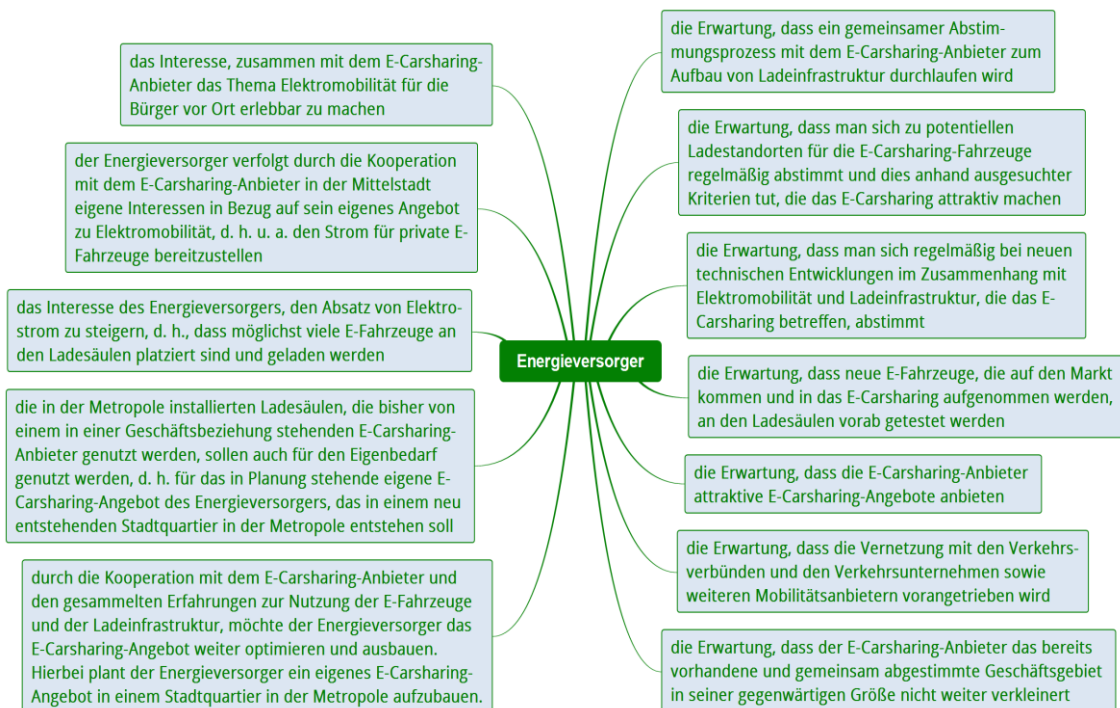 das Interesse, zusammen mit dem E-Carsharing-
Anbieter das Thema Elektromobilität für die
Bürger vor Ort erlebbar zu machen
der Energieversorger verfolgt durch die Kooperation
mit dem E-Carsharing-Anbieter in der Mittelstadt
eigene Interessen in Bezug auf sein eigenes Angebot
zu Elektromobilität, d. h. u. a. den Strom für private E-
Fahrzeuge bereitzustellen
das Interesse des Energieversorgers, den Absatz von Elektro-
strom zu steigern, d. h., dass möglichst viele E-Fahrzeuge an
den Ladesäulen platziert sind und geladen werden
die in der Metropole installierten Ladesäulen, die bisher von
einem in einer Geschäftsbeziehung stehenden E-Carsharing-
Anbieter genutzt werden, sollen auch für den Eigenbedarf
genutzt werden, d. h. für das in Planung stehende eigene E-
Carsharing-Angebot des Energieversorgers, das in einem neu
entstehenden Stadtquartier in der Metropole entstehen soll
durch die Kooperation mit dem E-Carsharing-Anbieter und
den gesammelten Erfahrungen zur Nutzung der E-Fahrzeuge
und der Ladeinfrastruktur, möchte der Energieversorger das
E-Carsharing-Angebot weiter optimieren und ausbauen.
Hierbei plant der Energieversorger ein eigenes E-Carsharing-
Angebot in einem Stadtquartier in der Metropole aufzubauen.
Energieversorger
die Erwartung, dass ein gemeinsamer Abstim-
mungsprozess mit dem E-Carsharing-Anbieter zum
Aufbau von Ladeinfrastruktur durchlaufen wird
die Erwartung, dass man sich zu potentiellen
Ladestandorten für die E-Carsharing-Fahrzeuge
regelmäßig abstimmt und dies anhand ausgesuchter
Kriterien tut, die das E-Carsharing attraktiv machen
die Erwartung, dass man sich regelmäßig bei neuen
technischen Entwicklungen im Zusammenhang mit
Elektromobilität und Ladeinfrastruktur, die das E-
Carsharing betreffen, abstimmt
die Erwartung, dass neue E-Fahrzeuge, die auf den Markt
kommen und in das E-Carsharing aufgenommen werden,
an den Ladesäulen vorab getestet werden
die Erwartung, dass die E-Carsharing-Anbieter
attraktive E-Carsharing-Angebote anbieten
die Erwartung, dass die Vernetzung mit den Verkehrs-
verbünden und den Verkehrsunternehmen sowie
weiteren Mobilitätsanbietern vorangetrieben wird
die Erwartung, dass der E-Carsharing-Anbieter das bereits
vorhandene und gemeinsam abgestimmte Geschäftsgebiet
in seiner gegenwärtigen Größe nicht weiter verkleinert